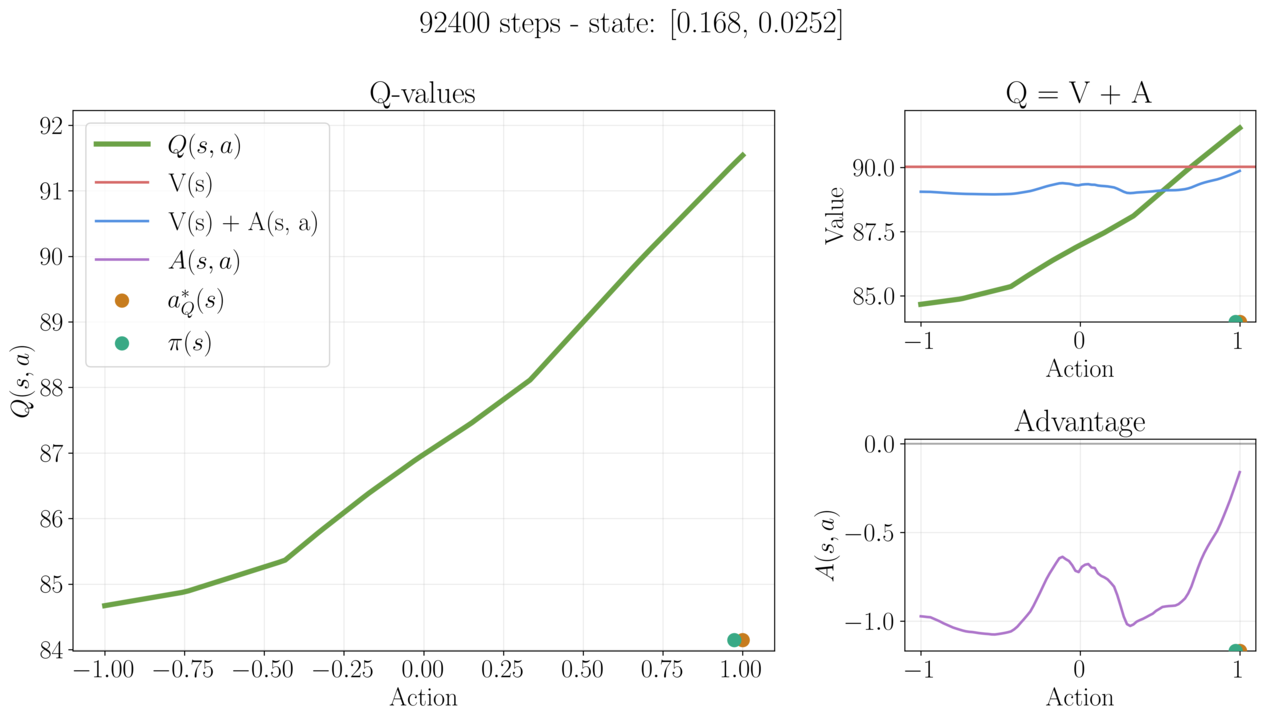 92400 steps - state: [0.168, 0.0252]
Q-values
92
91
90
89
88
87
86
85
84
Q(s, a)
Q(s, a)
V(s)
V(s) + A(s, a)
A(s, a)
a*_Q(s)
π(s)
−1.00 −0.75 −0.50 −0.25 0.00 0.25 0.50 0.75 1.00
Action
Q = V + A
90.0
87.5
85.0
Value
−1 0 1
Action
Advantage
0.0
−0.5
−1.0
A(s, a)
−1 0 1
Action